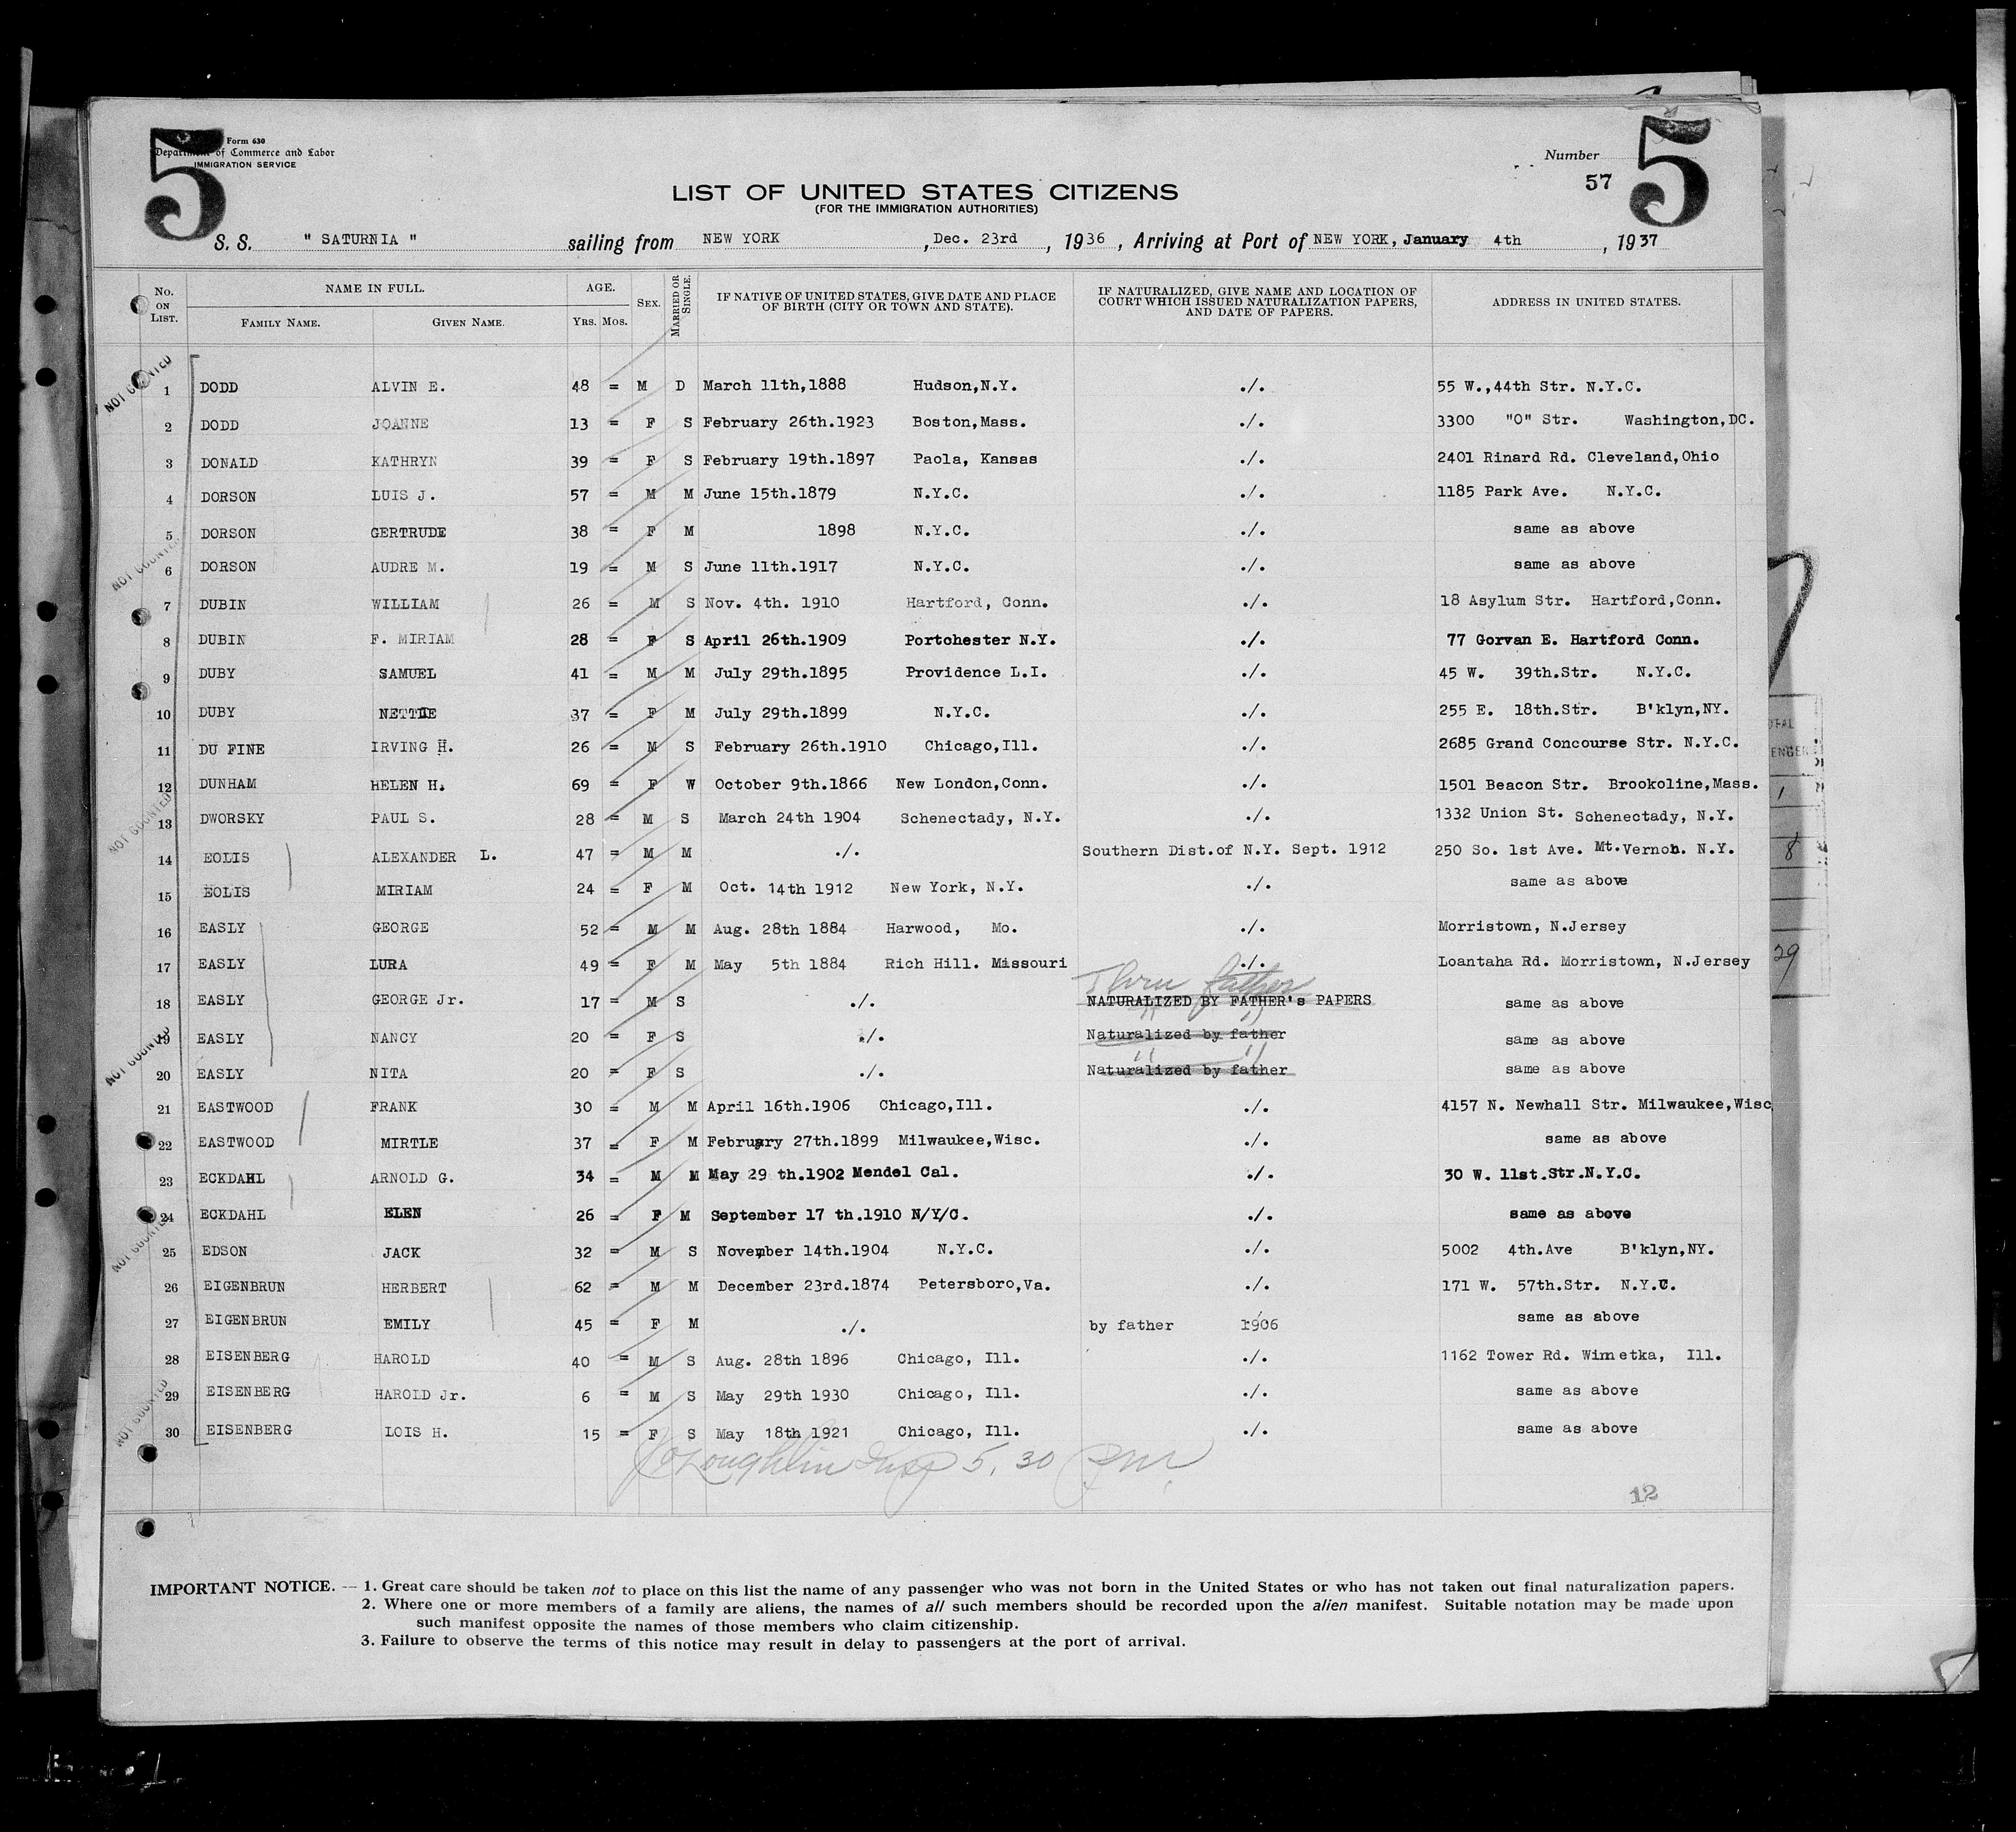 5
Form 630
Department of Commerce and Labor
IMMIGRATION SERVICE
Number
57
5
LIST OF UNITED STATES CITIZENS
(FOR THE IMMIGRATION AUTHORITIES)
S. S. " SATURNIA " sailing from NEW YORK , Dec. 23rd , 1936 , Arriving at Port of NEW YORK, January 4th , 1937
No. ON LIST. NAME IN FULL. FAMILY NAME. GIVEN NAME. AGE. YRS. MOS. SEX. MARRIED OR SINGLE. IF NATIVE OF UNITED STATES, GIVE DATE AND PLACE OF BIRTH (CITY OR TOWN AND STATE). IF NATURALIZED, GIVE NAME AND LOCATION OF COURT WHICH ISSUED NATURALIZATION PAPERS, AND DATE OF PAPERS. ADDRESS IN UNITED STATES.
NOT COUNTED
1 DODD ALVIN E. 48 = M D March 11th,1888 Hudson,N.Y. ./. 55 W.,44th Str. N.Y.C.
2 DODD JOANNE 13 = F S February 26th.1923 Boston,Mass. ./. 3300 "O" Str. Washington,DC.
3 DONALD KATHRYN 39 = F S February 19th.1897 Paola, Kansas ./. 2401 Rinard Rd. Cleveland,Ohio
4 DORSON LUIS J. 57 = M M June 15th.1879 N.Y.C. ./. 1185 Park Ave. N.Y.C.
5 DORSON GERTRUDE 38 = F M 1898 N.Y.C. ./. same as above
NOT COUNTED
6 DORSON AUDRE M. 19 = M S June 11th.1917 N.Y.C. ./. same as above
7 DUBIN WILLIAM 26 = M S Nov. 4th. 1910 Hartford, Conn. ./. 18 Asylum Str. Hartford,Conn.
8 DUBIN F. MIRIAM 28 = F S April 26th.1909 Portchester N.Y. ./. 77 Gorvan E. Hartford Conn.
9 DUBY SAMUEL 41 = M M July 29th.1895 Providence L.I. ./. 45 W. 39th.Str. N.Y.C.
10 DUBY NETTIE 37 = F M July 29th.1899 N.Y.C. ./. 255 E. 18th.Str. B'klyn,NY.
11 DU FINE IRVING H. 26 = M S February 26th.1910 Chicago,Ill. ./. 2685 Grand Concourse Str. N.Y.C.
12 DUNHAM HELEN H. 69 = F W October 9th.1866 New London,Conn. ./. 1501 Beacon Str. Brookoline,Mass.
NOT COUNTED
13 DWORSKY PAUL S. 28 = M S March 24th 1904 Schenectady, N.Y. ./. 1332 Union St. Schenectady, N.Y.
14 EOLIS ALEXANDER L. 47 = M M ./. Southern Dist.of N.Y. Sept. 1912 250 So. 1st Ave. Mt.Vernon. N.Y.
15 EOLIS MIRIAM 24 = F M Oct. 14th 1912 New York, N.Y. ./. same as above
16 EASLY GEORGE 52 = M M Aug. 28th 1884 Harwood, Mo. ./. Morristown, N.Jersey
17 EASLY LURA 49 = F M May 5th 1884 Rich Hill. Missouri ./. Loantaha Rd. Morristown, N.Jersey
Thru father
18 EASLY GEORGE Jr. 17 = M S ./. NATURALIZED BY FATHER's PAPERS same as above
" "
19 EASLY NANCY 20 = F S ./. Naturalized by father same as above
NOT COUNTED
" "
20 EASLY NITA 20 = F S ./. Naturalized by father same as above
21 EASTWOOD FRANK 30 = M M April 16th.1906 Chicago,Ill. ./. 4157 N. Newhall Str. Milwaukee,Wisc
22 EASTWOOD MIRTLE 37 = F M February 27th.1899 Milwaukee,Wisc. ./. same as above
23 ECKDAHL ARNOLD G. 34 = M M May 29 th.1902 Mendel Cal. ./. 30 W. 11st.Str.N.Y.C.
24 ECKDAHL ELEN 26 = F M September 17 th.1910 N/Y/C. ./. same as above
NOT COUNTED
25 EDSON JACK 32 = M S November 14th.1904 N.Y.C. ./. 5002 4th.Ave B'klyn,NY.
26 EIGENBRUN HERBERT 62 = M M December 23rd.1874 Petersboro,Va. ./. 171 W. 57th.Str. N.Y.C.
27 EIGENBRUN EMILY 45 = F M ./. by father 1906 same as above
28 EISENBERG HAROLD 40 = M S Aug. 28th 1896 Chicago, Ill. ./. 1162 Tower Rd. Winnetka, Ill.
29 EISENBERG HAROLD Jr. 6 = M S May 29th 1930 Chicago, Ill. ./. same as above
NOT COUNTED
30 EISENBERG LOIS H. 15 = F S May 18th 1921 Chicago, Ill. ./. same as above
O'Loughlin Insp 5.30 PM
12
IMPORTANT NOTICE. — 1. Great care should be taken not to place on this list the name of any passenger who was not born in the United States or who has not taken out final naturalization papers.
2. Where one or more members of a family are aliens, the names of all such members should be recorded upon the alien manifest. Suitable notation may be made upon
such manifest opposite the names of those members who claim citizenship.
3. Failure to observe the terms of this notice may result in delay to passengers at the port of arrival.
8
29